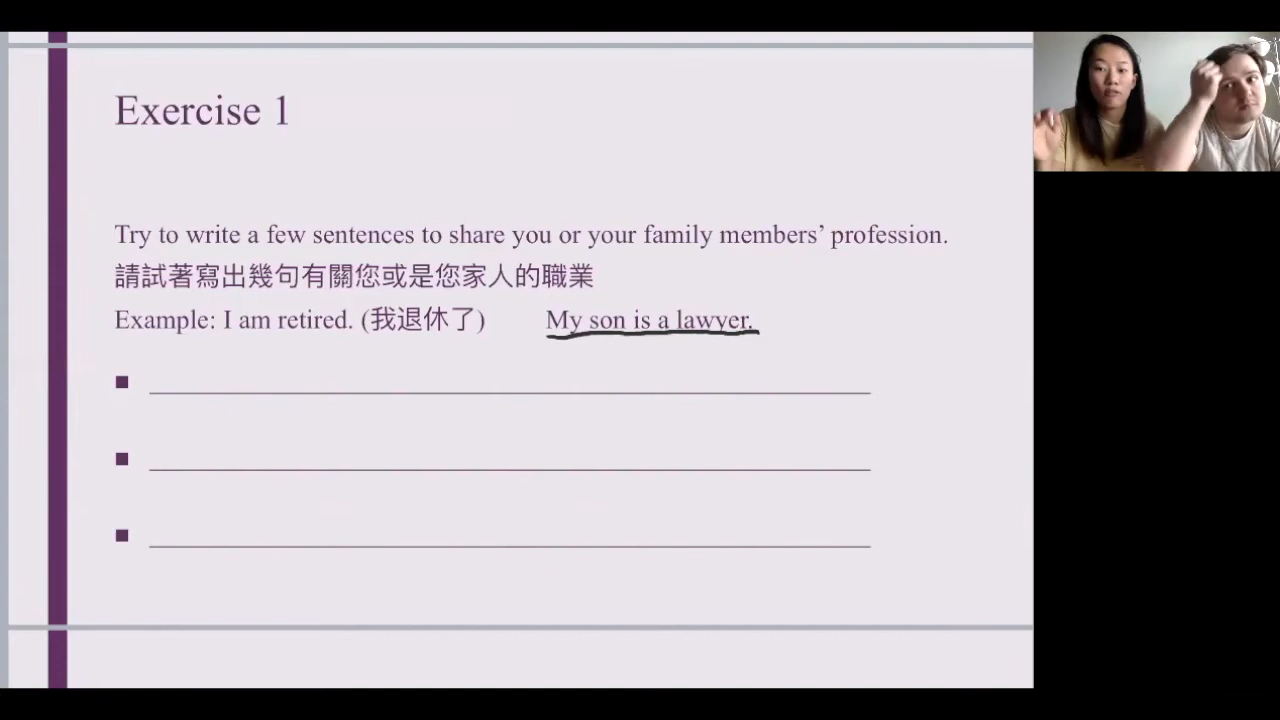 Exercise 1
Try to write a few sentences to share you or your family members’ profession.
請試著寫出幾句有關您或是您家人的職業
Example: I am retired. (我退休了) My son is a lawyer.